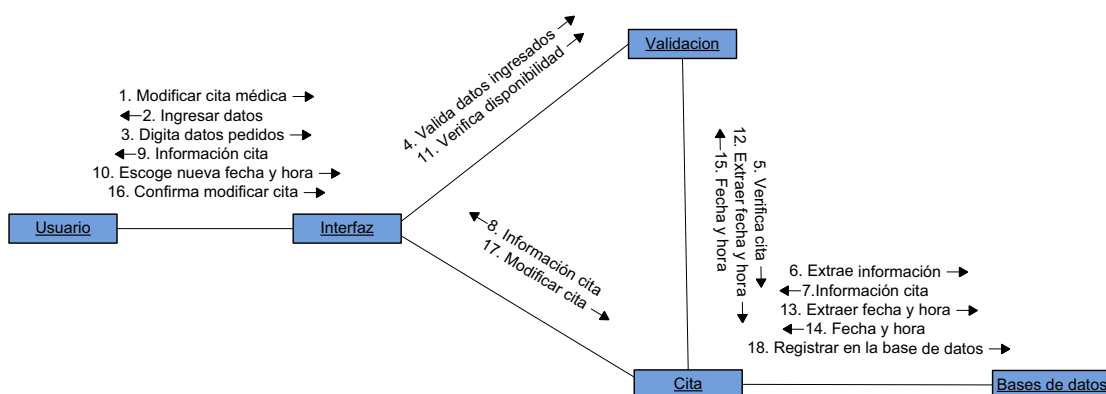 Validacion
4. Valida datos ingresados
11. Verifica disponibilidad
1. Modificar cita médica
2. Ingresar datos
3. Digita datos pedidos
9. Información cita
10. Escoge nueva fecha y hora
16. Confirma modificar cita
5. Verifica cita
12. Extraer fecha y hora
15. Fecha y hora
Usuario
Interfaz
8. Información cita
17. Modificar cita
6. Extrae información
7.Información cita
13. Extraer fecha y hora
14. Fecha y hora
18. Registrar en la base de datos
Cita
Bases de datos